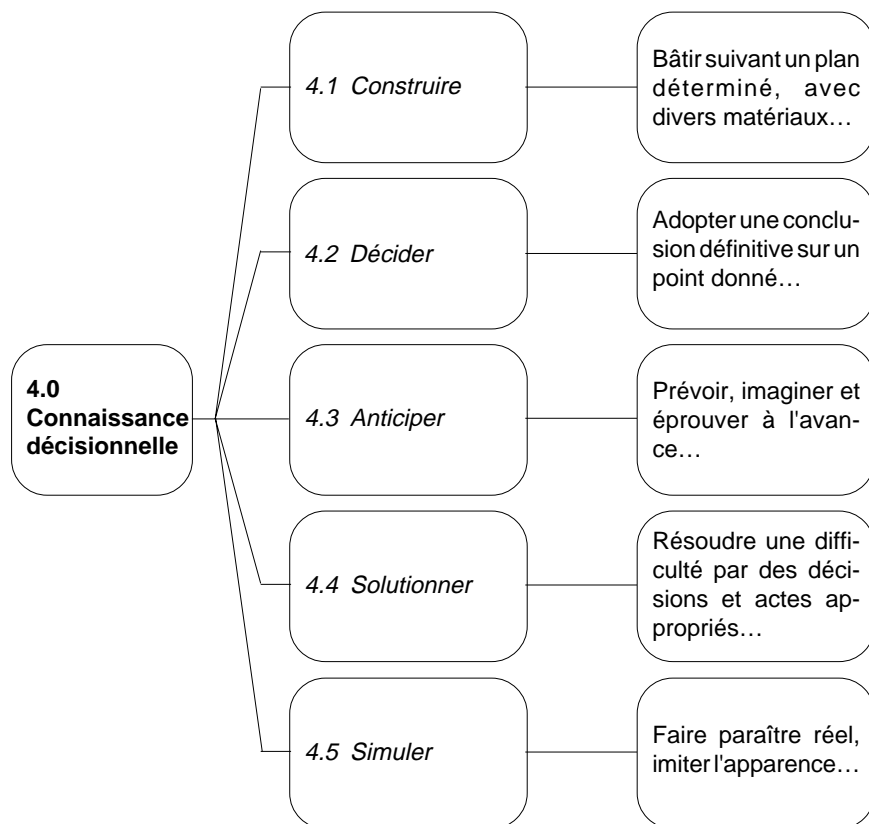 4.1 Construire
Bâtir suivant un plan
déterminé, avec
divers matériaux…
4.2 Décider
Adopter une conclu-
sion définitive sur un
point donné…
4.0
Connaissance
décisionnelle
4.3 Anticiper
Prévoir, imaginer et
éprouver à l'avan-
ce…
4.4 Solutionner
Résoudre une diffi-
culté par des déci-
sions et actes ap-
propriés…
4.5 Simuler
Faire paraître réel,
imiter l'apparence…